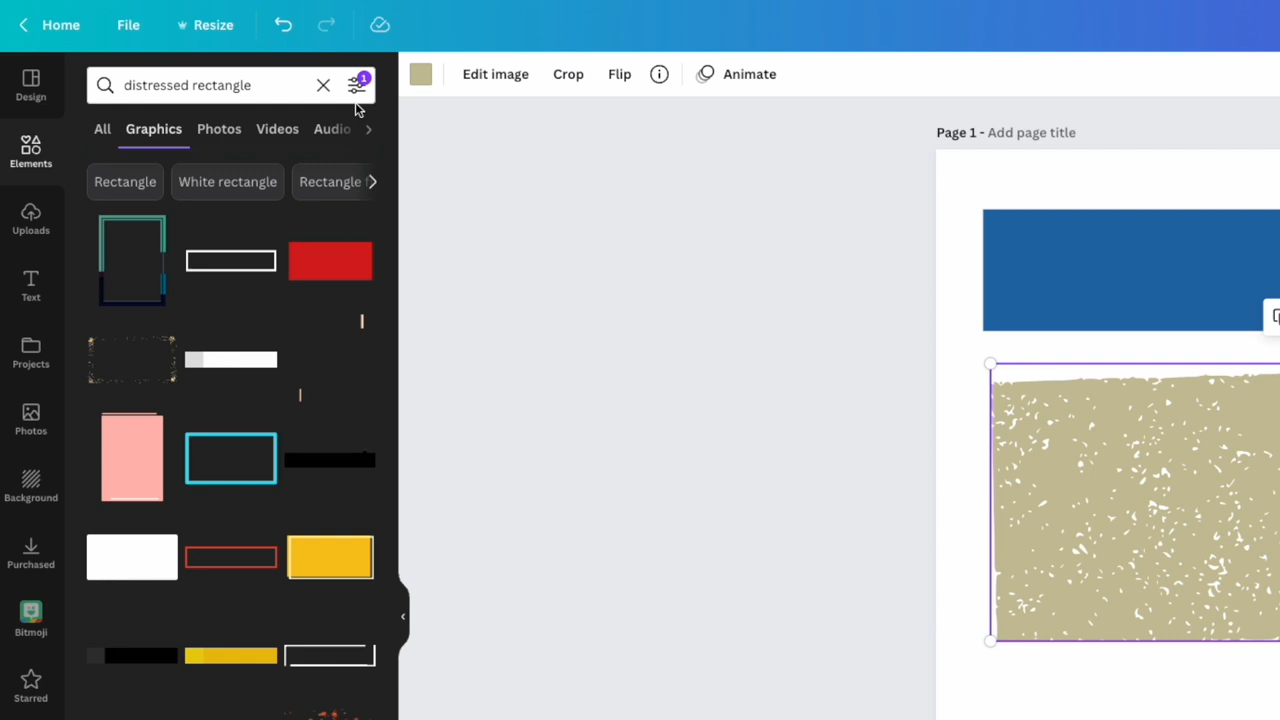 Home File Resize
Design
Elements
Uploads
Text
Projects
Photos
Background
Purchased
Bitmoji
Starred
distressed rectangle 1
All Graphics Photos Videos Audio
Rectangle White rectangle Rectangle
Edit image Crop Flip Animate
Page 1 - Add page title